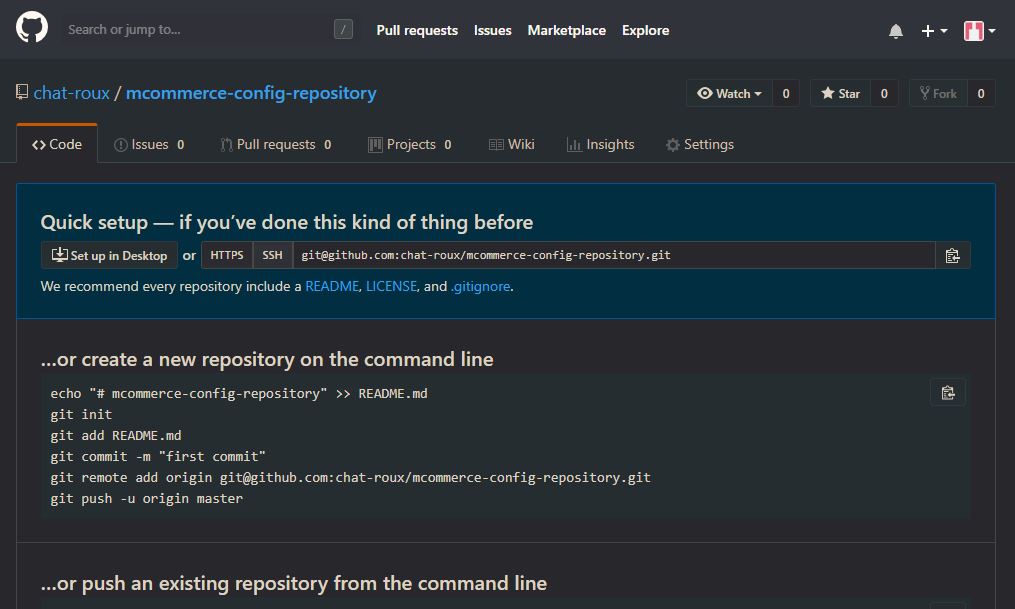 Search or jump to... / Pull requests Issues Marketplace Explore
chat-roux / mcommerce-config-repository Watch 0 Star 0 Fork 0
Code Issues 0 Pull requests 0 Projects 0 Wiki Insights Settings
Quick setup — if you’ve done this kind of thing before
Set up in Desktop or HTTPS SSH git@github.com:chat-roux/mcommerce-config-repository.git
We recommend every repository include a README, LICENSE, and .gitignore.
…or create a new repository on the command line
echo "# mcommerce-config-repository" >> README.md
git init
git add README.md
git commit -m "first commit"
git remote add origin git@github.com:chat-roux/mcommerce-config-repository.git
git push -u origin master
…or push an existing repository from the command line